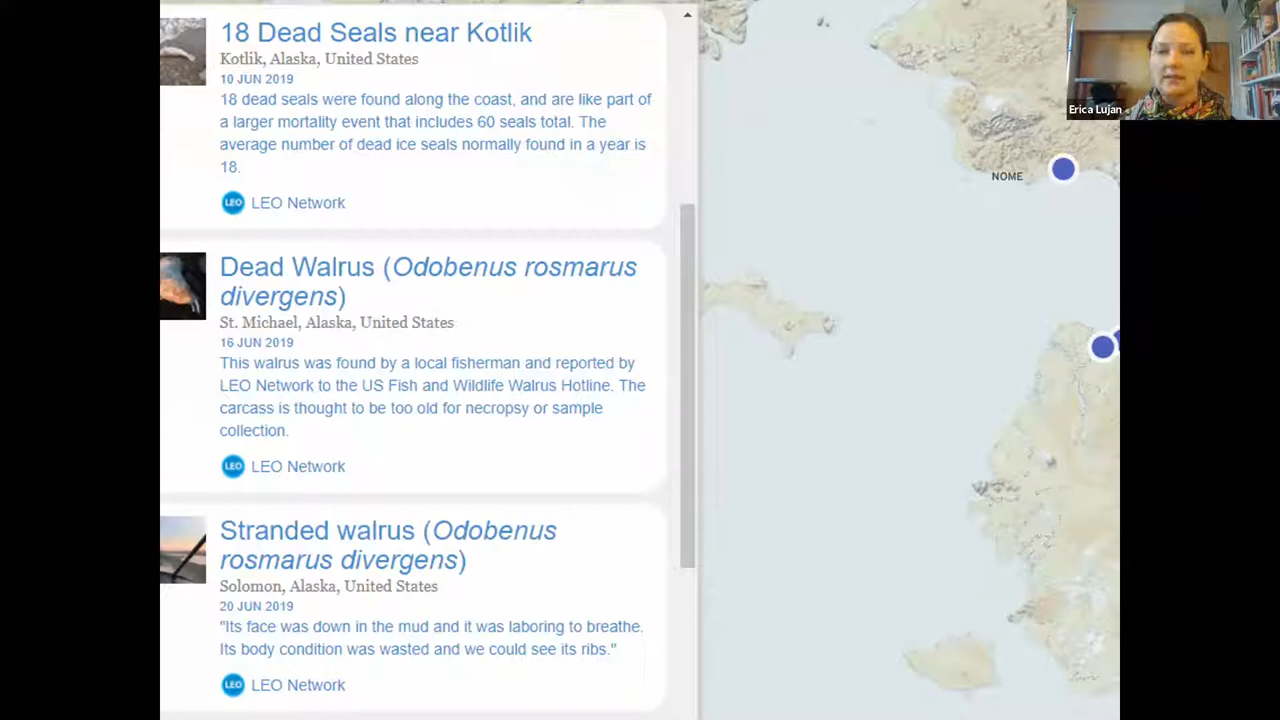 18 Dead Seals near Kotlik
Kotlik, Alaska, United States
10 JUN 2019
18 dead seals were found along the coast, and are like part of
a larger mortality event that includes 60 seals total. The
average number of dead ice seals normally found in a year is
18.
LEO LEO Network
Dead Walrus (Odobenus rosmarus
divergens)
St. Michael, Alaska, United States
16 JUN 2019
This walrus was found by a local fisherman and reported by
LEO Network to the US Fish and Wildlife Walrus Hotline. The
carcass is thought to be too old for necropsy or sample
collection.
LEO LEO Network
Stranded walrus (Odobenus
rosmarus divergens)
Solomon, Alaska, United States
20 JUN 2019
"Its face was down in the mud and it was laboring to breathe.
Its body condition was wasted and we could see its ribs."
LEO LEO Network
NOME
Erica Lujan